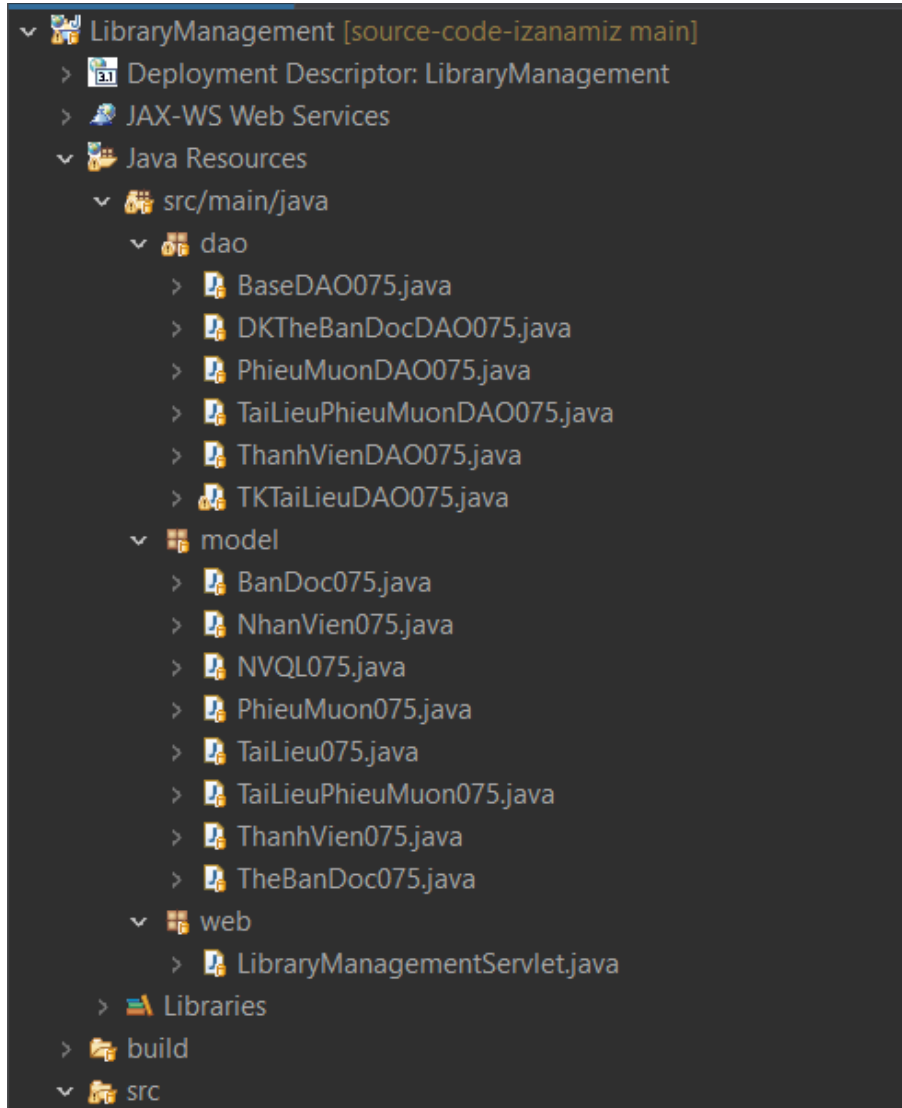 LibraryManagement [source-code-izanamiz main]
Deployment Descriptor: LibraryManagement
JAX-WS Web Services
Java Resources
src/main/java
dao
BaseDAO075.java
DKTheBanDocDAO075.java
PhieuMuonDAO075.java
TaiLieuPhieuMuonDAO075.java
ThanhVienDAO075.java
TKTaiLieuDAO075.java
model
BanDoc075.java
NhanVien075.java
NVQL075.java
PhieuMuon075.java
TaiLieu075.java
TaiLieuPhieuMuon075.java
ThanhVien075.java
TheBanDoc075.java
web
LibraryManagementServlet.java
Libraries
build
src